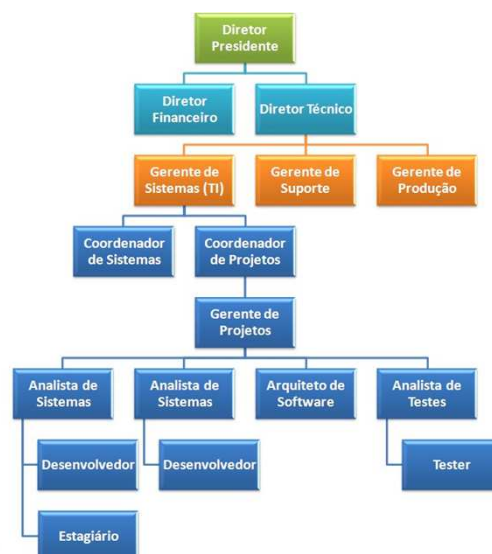 Diretor
Presidente
Diretor
Financeiro
Diretor Técnico
Gerente de
Sistemas (TI)
Gerente de
Suporte
Gerente de
Produção
Coordenador
de Sistemas
Coordenador
de Projetos
Gerente de
Projetos
Analista de
Sistemas
Analista de
Sistemas
Arquiteto de
Software
Analista de
Testes
Desenvolvedor
Desenvolvedor
Tester
Estagiário